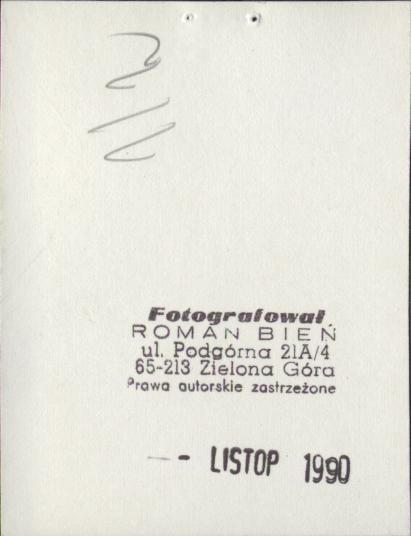 Fotografował
ROMAN BIEŃ
ul. Podgórna 21A/4
65-213 Zielona Góra
Prawa autorskie zastrzeżone
-- LISTOP 1990